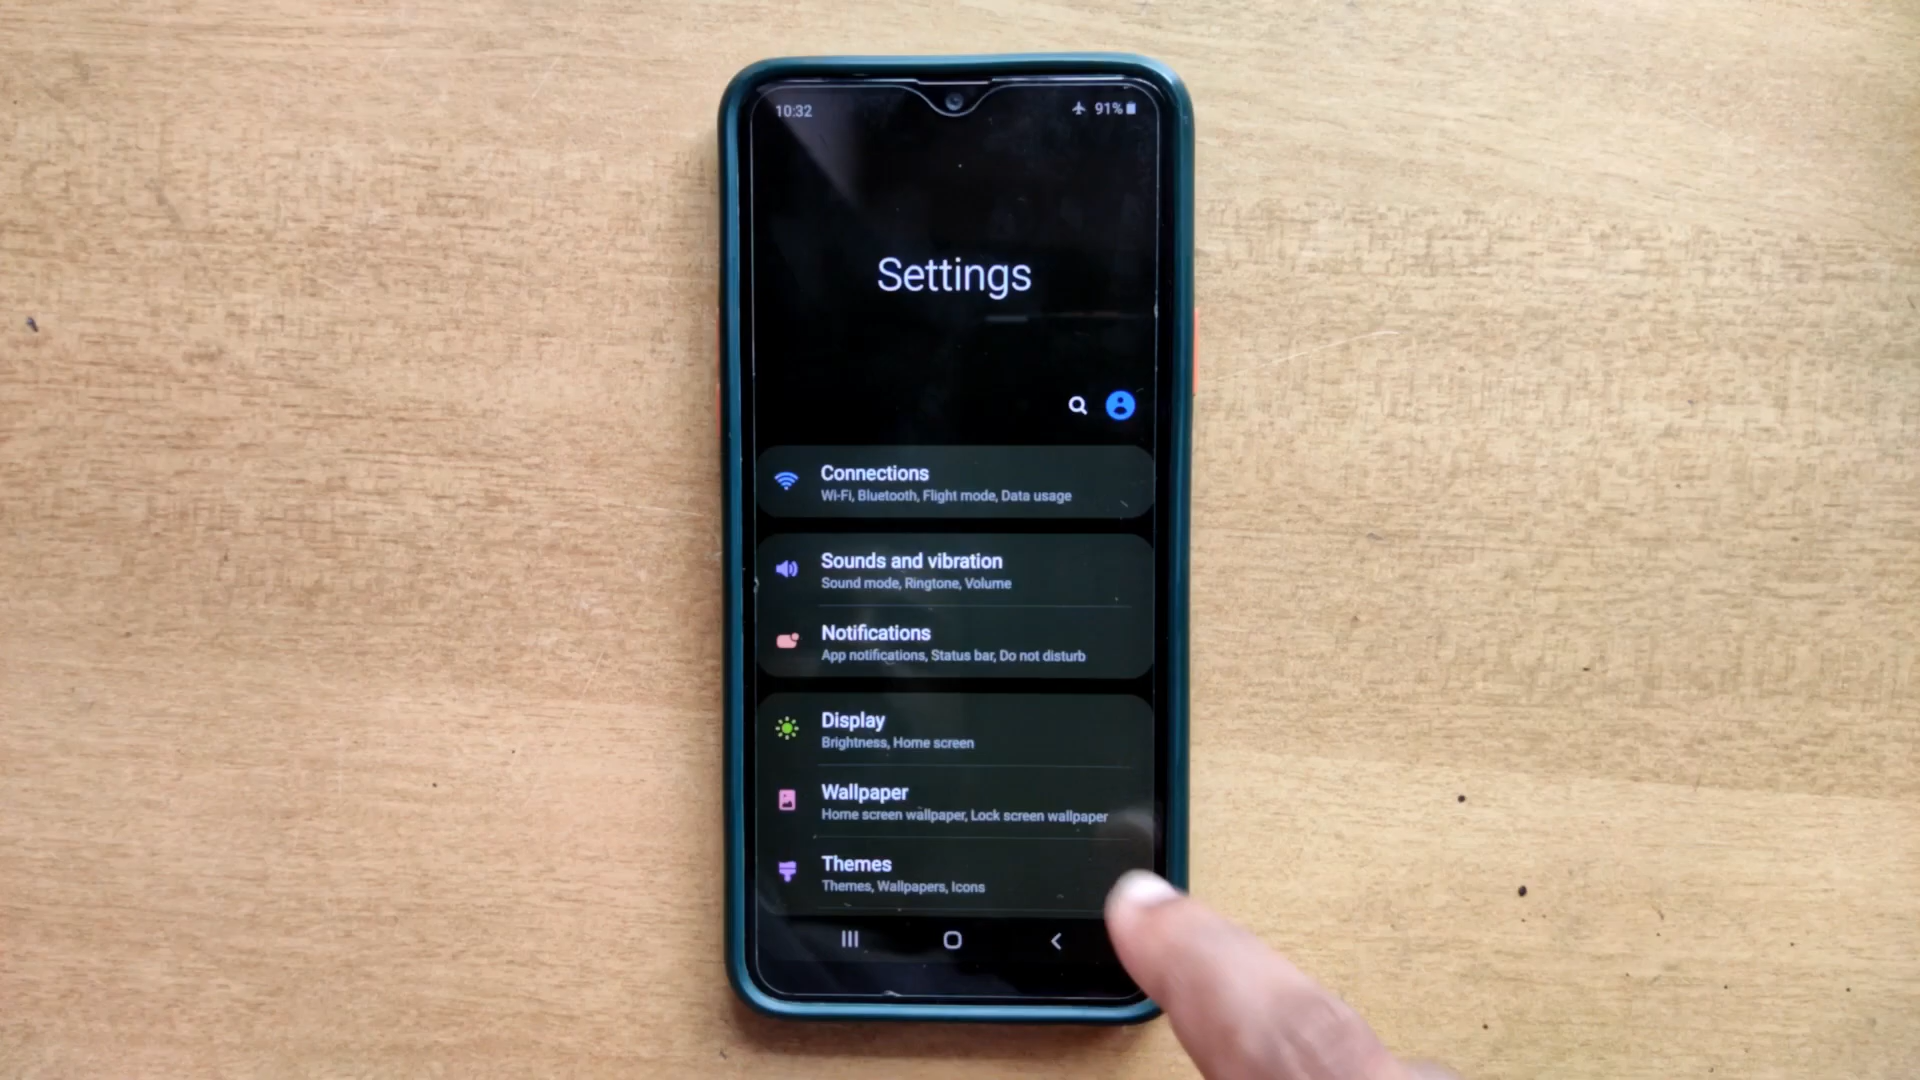 10:32
91%
Settings
Connections
Wi-Fi, Bluetooth, Flight mode, Data usage
Sounds and vibration
Sound mode, Ringtone, Volume
Notifications
App notifications, Status bar, Do not disturb
Display
Brightness, Home screen
Wallpaper
Home screen wallpaper, Lock screen wallpaper
Themes
Themes, Wallpapers, Icons